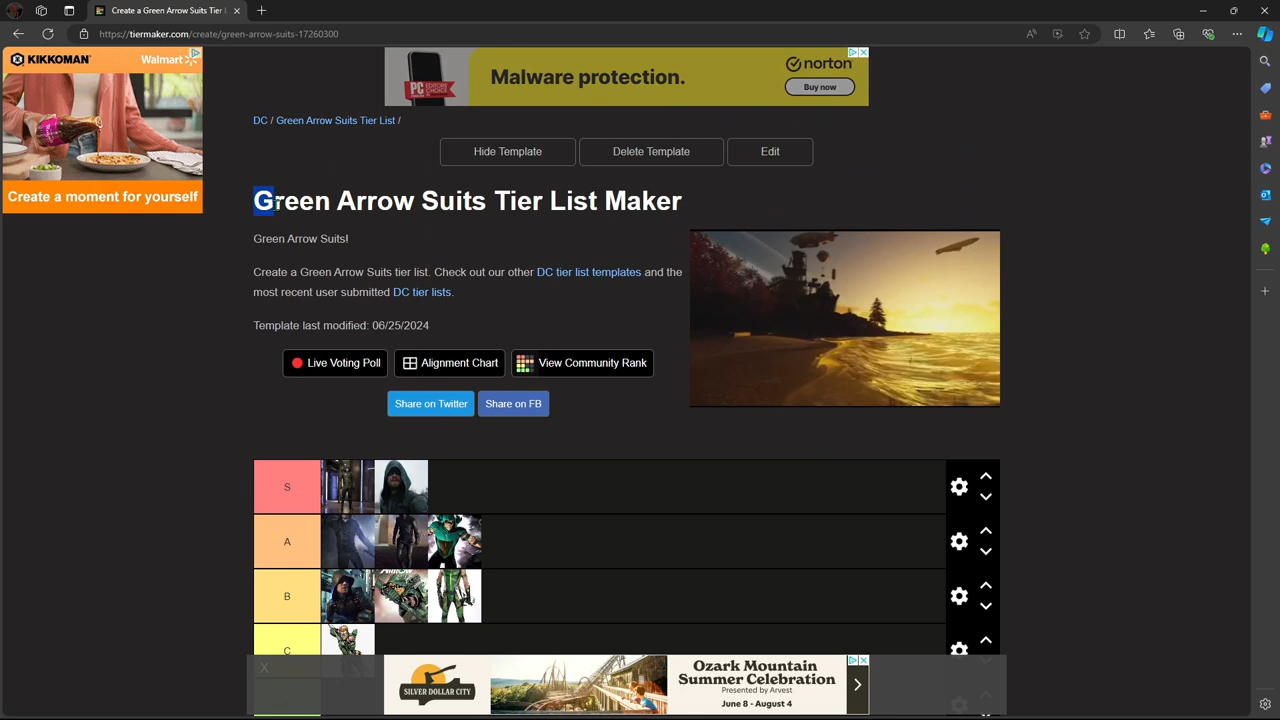 Create a Green Arrow Suits Tier L
https://tiermaker.com/create/green-arrow-suits-17260300
KIKKOMAN
Walmart
Create a moment for yourself
PC
EDITORS' CHOICE
Malware protection.
norton
Buy now
DC / Green Arrow Suits Tier List /
Hide Template
Delete Template
Edit
Green Arrow Suits Tier List Maker
Green Arrow Suits!
Create a Green Arrow Suits tier list. Check out our other DC tier list templates and the
most recent user submitted DC tier lists.
Template last modified: 06/25/2024
Live Voting Poll
Alignment Chart
View Community Rank
Share on Twitter
Share on FB
S
A
B
C
X
SILVER DOLLAR CITY
Ozark Mountain
Summer Celebration
Presented by Arvest
June 8 - August 4